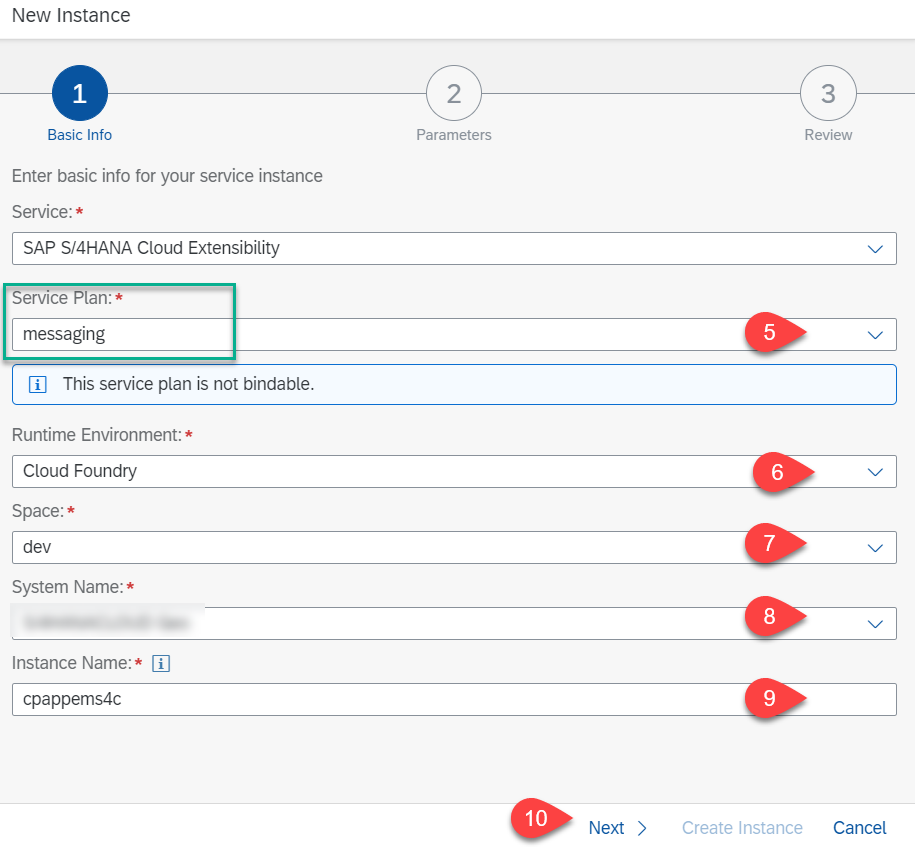 New Instance
1 2 3
Basic Info Parameters Review
Enter basic info for your service instance
Service:*
SAP S/4HANA Cloud Extensibility
Service Plan:*
messaging 5
i This service plan is not bindable.
Runtime Environment:*
Cloud Foundry 6
Space:*
dev 7
System Name:*
8
Instance Name:* i
cpappems4c 9
10 Next Create Instance Cancel